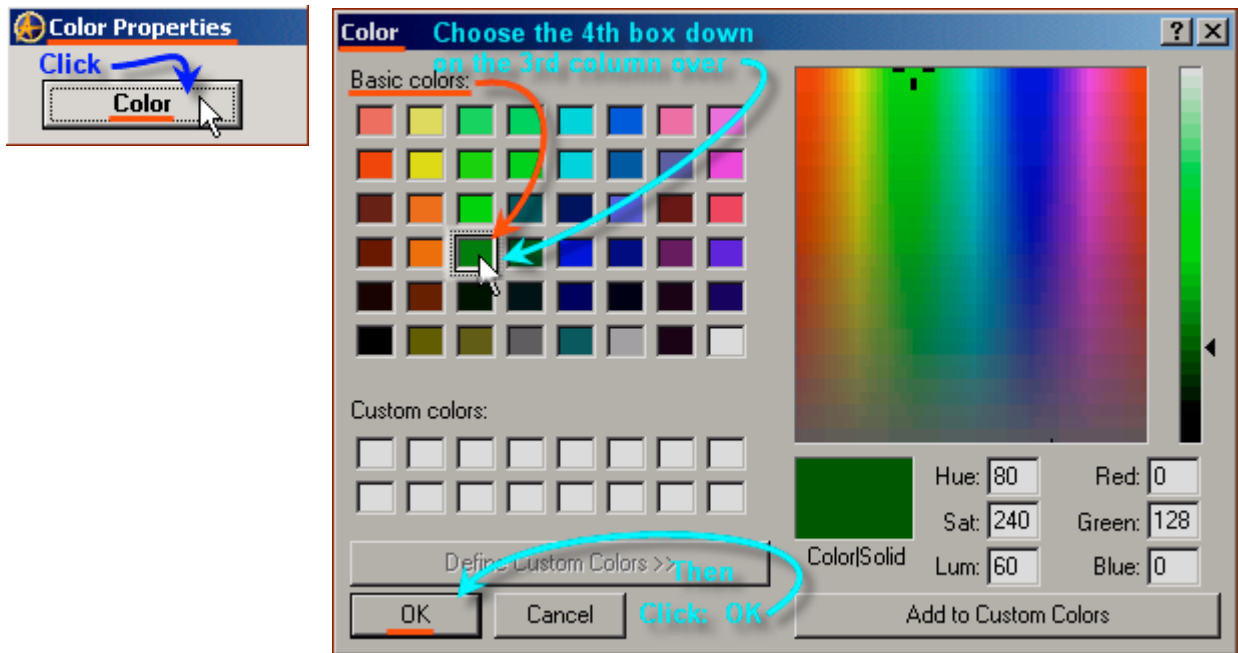 Color Properties
Click
Color
Color
Choose the 4th box down
on the 3rd column over
Basic colors:
Custom colors:
Define Custom Colors >>
Then
Click: OK
OK
Cancel
Color|Solid
Hue: 80
Sat: 240
Lum: 60
Red: 0
Green: 128
Blue: 0
Add to Custom Colors